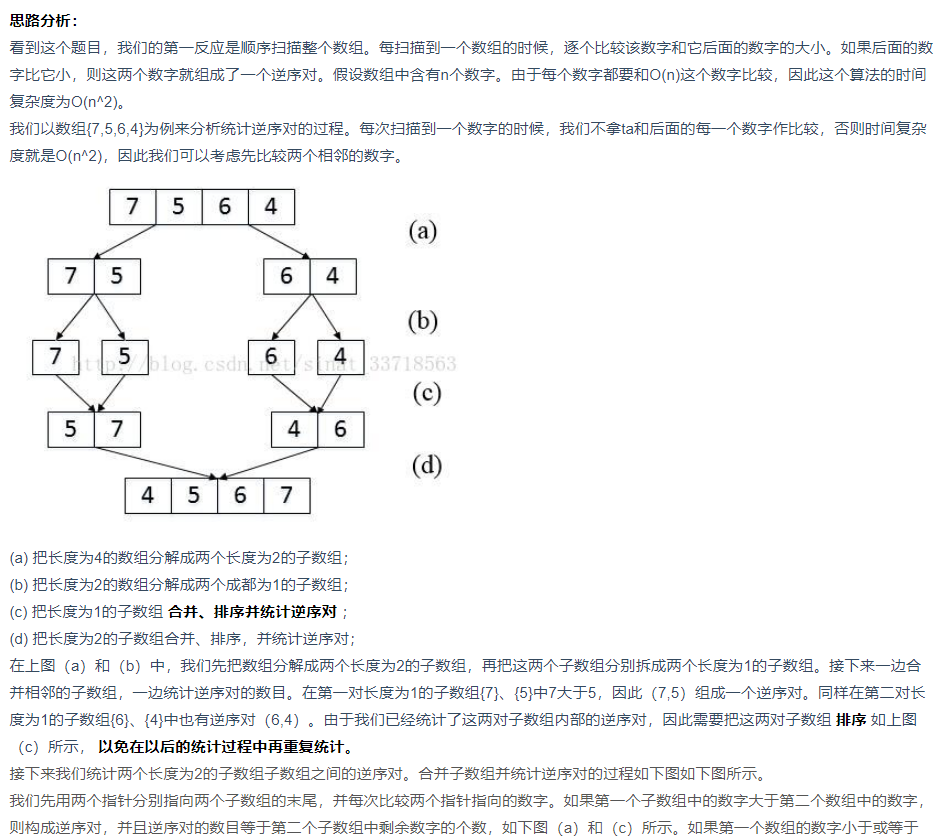 思路分析：
看到这个题目，我们的第一反应是顺序扫描整个数组。每扫描到一个数组的时候，逐个比较该数字和它后面的数字的大小。如果后面的数
字比它小，则这两个数字就组成了一个逆序对。假设数组中含有n个数字。由于每个数字都要和O(n)这个数字比较，因此这个算法的时间
复杂度为O(n^2)。
我们以数组{7,5,6,4}为例来分析统计逆序对的过程。每次扫描到一个数字的时候，我们不拿ta和后面的每一个数字作比较，否则时间复杂
度就是O(n^2)，因此我们可以考虑先比较两个相邻的数字。
7 5 6 4
(a)
7 5 6 4
(b)
7 5 6 4
http://blog.csdn.net/sinat_33718563
(c)
5 7 4 6
(d)
4 5 6 7
(a) 把长度为4的数组分解成两个长度为2的子数组；
(b) 把长度为2的数组分解成两个成都为1的子数组；
(c) 把长度为1的子数组 合并、排序并统计逆序对 ；
(d) 把长度为2的子数组合并、排序，并统计逆序对；
在上图（a）和（b）中，我们先把数组分解成两个长度为2的子数组，再把这两个子数组分别拆成两个长度为1的子数组。接下来一边合
并相邻的子数组，一边统计逆序对的数目。在第一对长度为1的子数组{7}、{5}中7大于5，因此（7,5）组成一个逆序对。同样在第二对长
度为1的子数组{6}、{4}中也有逆序对（6,4）。由于我们已经统计了这两对子数组内部的逆序对，因此需要把这两对子数组 排序 如上图
（c）所示， 以免在以后的统计过程中再重复统计。
接下来我们统计两个长度为2的子数组子数组之间的逆序对。合并子数组并统计逆序对的过程如下图如下图所示。
我们先用两个指针分别指向两个子数组的末尾，并每次比较两个指针指向的数字。如果第一个子数组中的数字大于第二个数组中的数字，
则构成逆序对，并且逆序对的数目等于第二个子数组中剩余数字的个数，如下图（a）和（c）所示。如果第一个数组的数字小于或等于